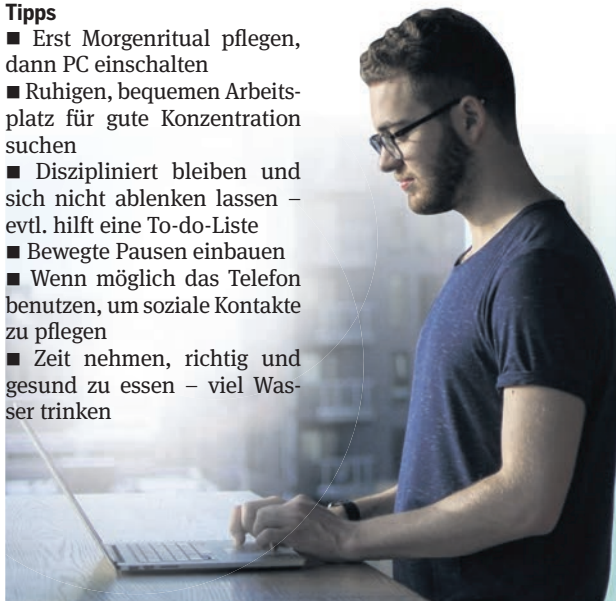 Tipps
■ Erst Morgenritual pflegen,
dann PC einschalten
■ Ruhigen, bequemen Arbeits-
platz für gute Konzentration
suchen
■ Diszipliniert bleiben und
sich nicht ablenken lassen –
evtl. hilft eine To-do-Liste
■ Bewegte Pausen einbauen
■ Wenn möglich das Telefon
benutzen, um soziale Kontakte
zu pflegen
■ Zeit nehmen, richtig und
gesund zu essen – viel Was-
ser trinken